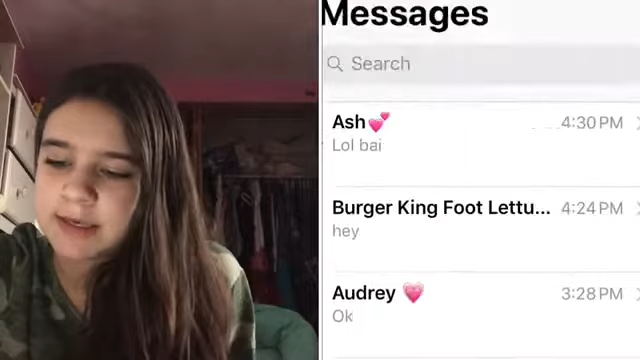 Messages
Search
Ash💕 4:30 PM
Lol bai
Burger King Foot Lettu... 4:24 PM
hey
Audrey 💗 3:28 PM
Ok